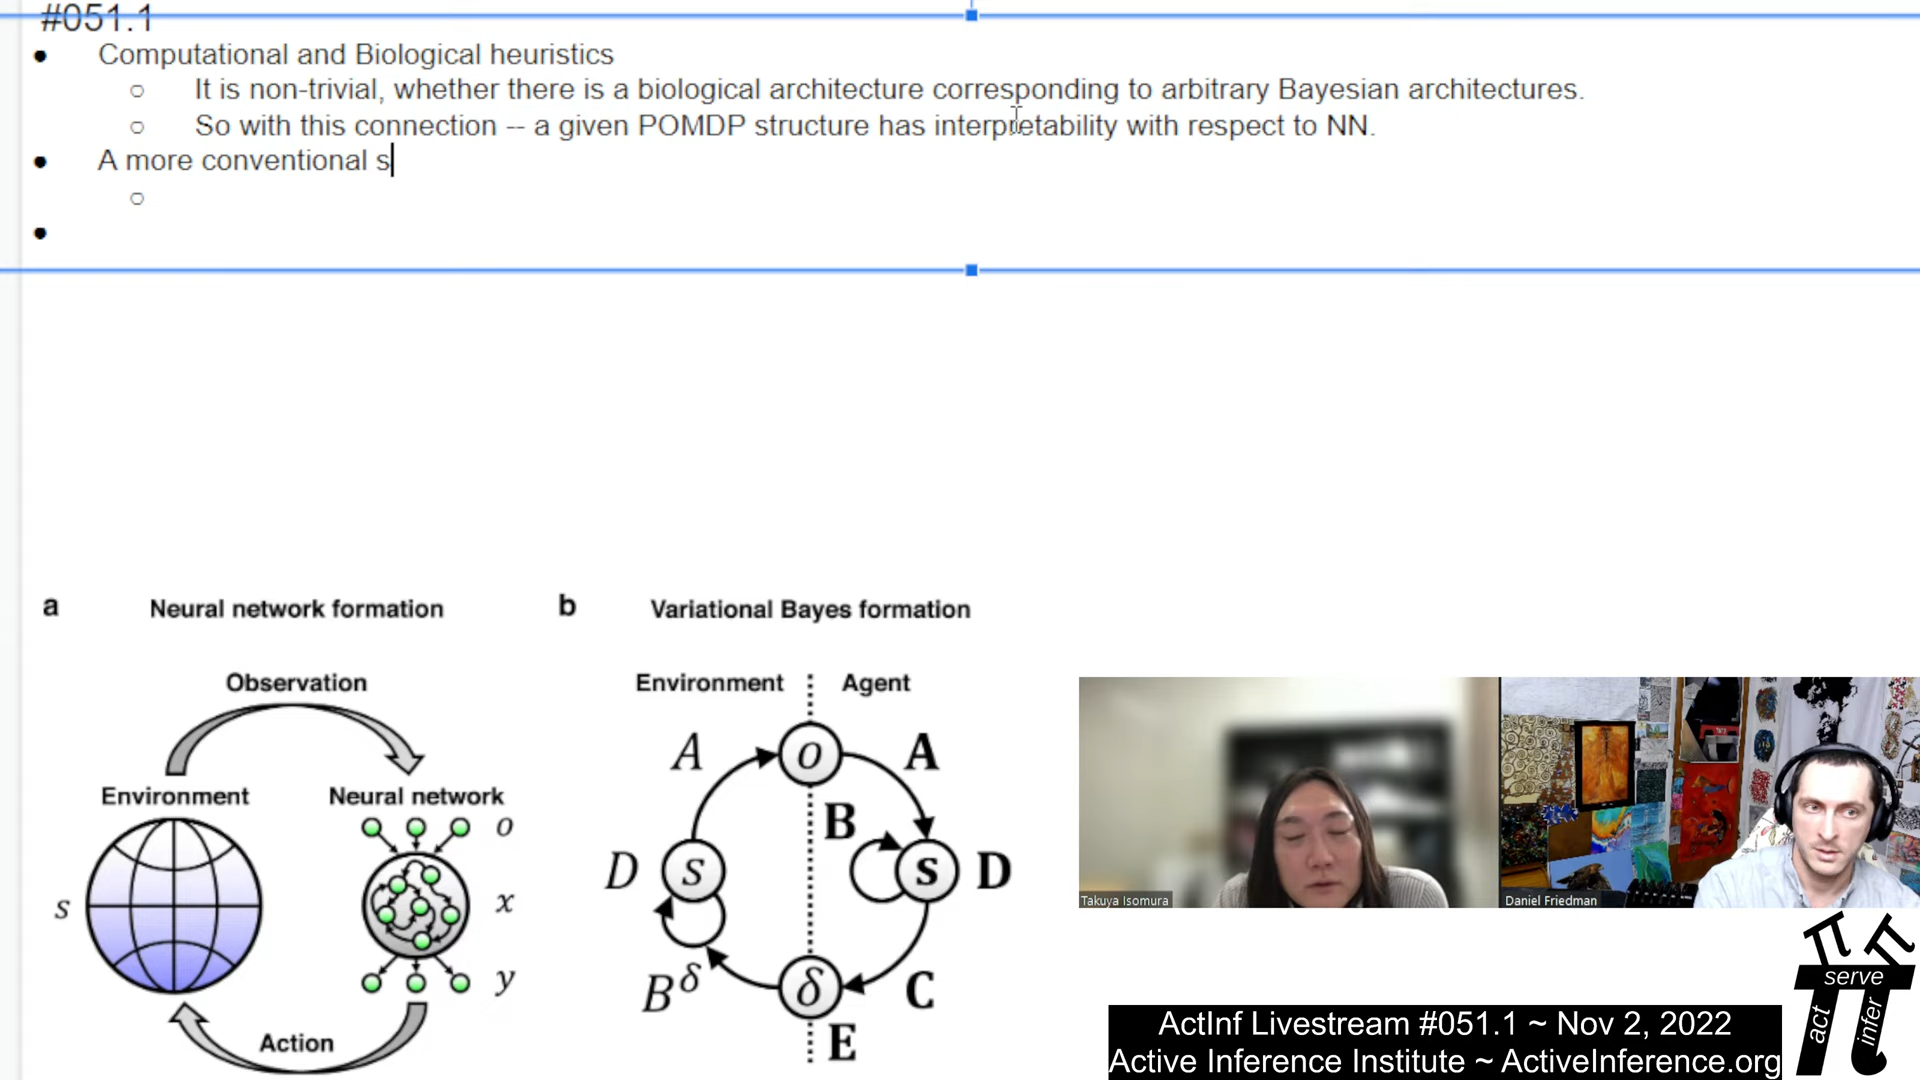 #051.1
Computational and Biological heuristics
It is non-trivial, whether there is a biological architecture corresponding to arbitrary Bayesian architectures.
So with this connection -- a given POMDP structure has interpretability with respect to NN.
A more conventional s
a Neural network formation
Observation
Environment
Neural network
o
s
x
y
Action
b Variational Bayes formation
Environment Agent
A o A
B
D s s D
B^δ δ C
E
Takuya Isomura
Daniel Friedman
π π
π
serve
act
infer
ActInf Livestream #051.1 ~ Nov 2, 2022
Active Inference Institute ~ ActiveInference.org